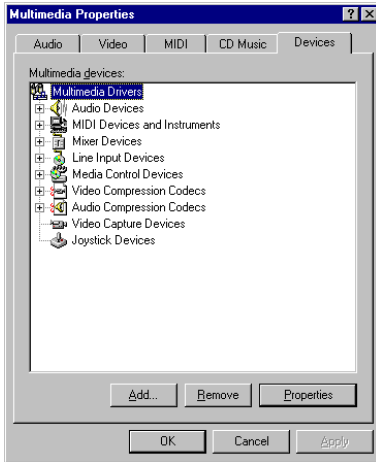 Multimedia Properties
Audio Video MIDI CD Music Devices
Multimedia devices:
Multimedia Drivers
Audio Devices
MIDI Devices and Instruments
Mixer Devices
Line Input Devices
Media Control Devices
Video Compression Codecs
Audio Compression Codecs
Video Capture Devices
Joystick Devices
Add... Remove Properties
OK Cancel Apply